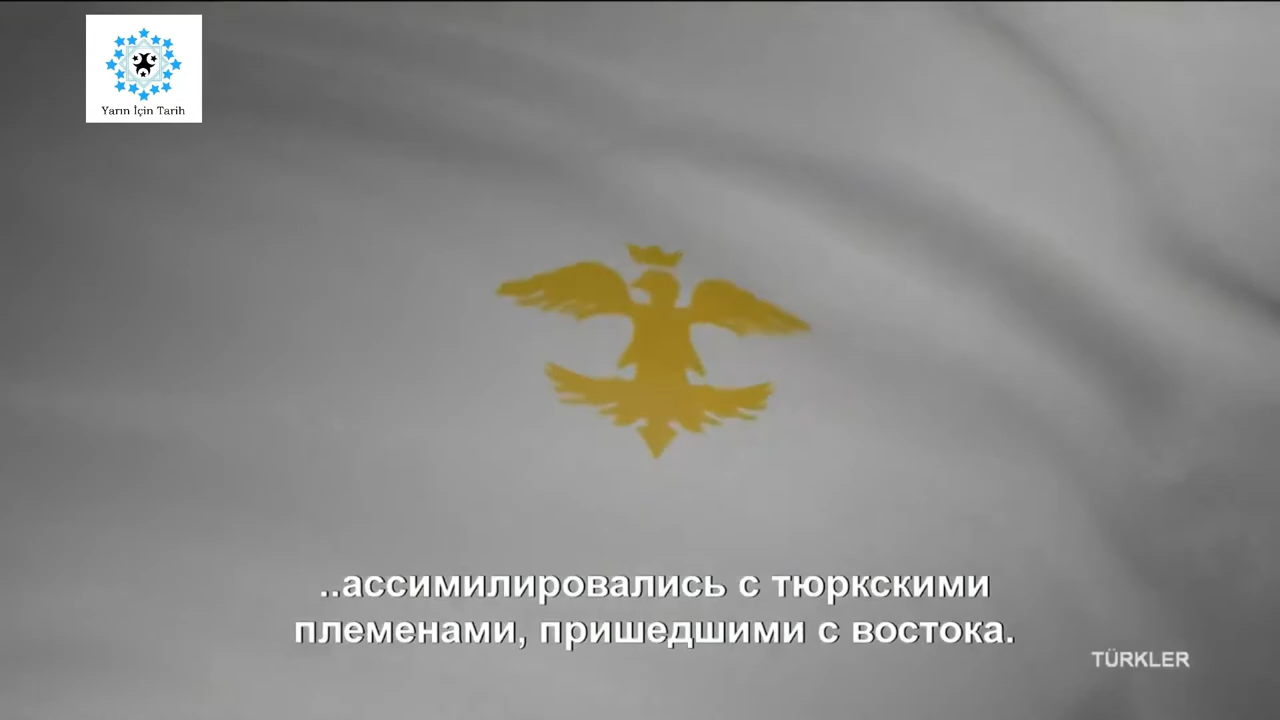 Yarın İçin Tarih
..ассимилировались с тюркскими
племенами, пришедшими с востока.
TÜRKLER